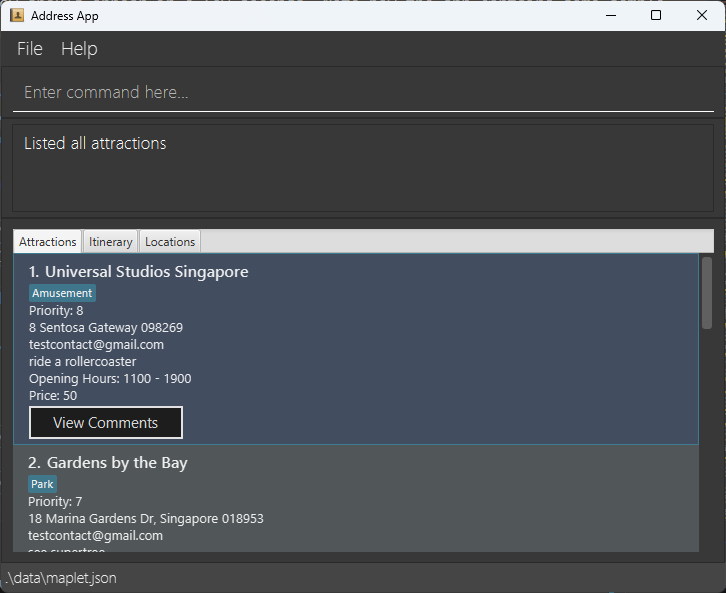 Address App
File Help
Enter command here...
Listed all attractions
Attractions Itinerary Locations
1. Universal Studios Singapore
Amusement
Priority: 8
8 Sentosa Gateway 098269
testcontact@gmail.com
ride a rollercoaster
Opening Hours: 1100 - 1900
Price: 50
View Comments
2. Gardens by the Bay
Park
Priority: 7
18 Marina Gardens Dr, Singapore 018953
testcontact@gmail.com
see supertree
.\data\maplet.json